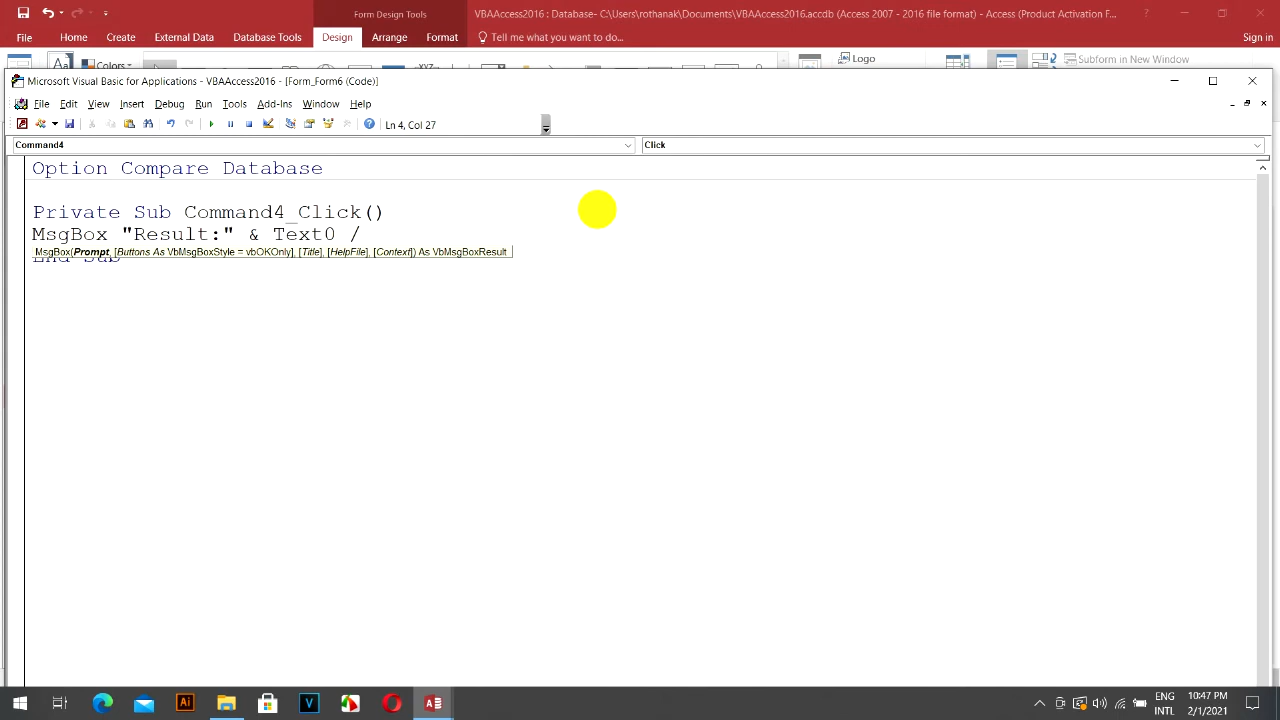 Form Design Tools
VBAAccess2016 : Database- C:\Users\rothanak\Documents\VBAAccess2016.accdb (Access 2007 - 2016 file format) - Access (Product Activation F...
File Home Create External Data Database Tools Design Arrange Format Tell me what you want to do... Sign in
Aa Colors Logo Subform in New Window
Microsoft Visual Basic for Applications - VBAAccess2016 - [Form_Form6 (Code)]
File Edit View Insert Debug Run Tools Add-Ins Window Help
Ln 4, Col 27
Command4 Click
Option Compare Database
Private Sub Command4_Click()
MsgBox "Result:" & Text0 /
MsgBox(Prompt, [Buttons As VbMsgBoxStyle = vbOKOnly], [Title], [HelpFile], [Context]) As VbMsgBoxResult
End Sub
Ai V A
ENG 10:47 PM
INTL 2/1/2021